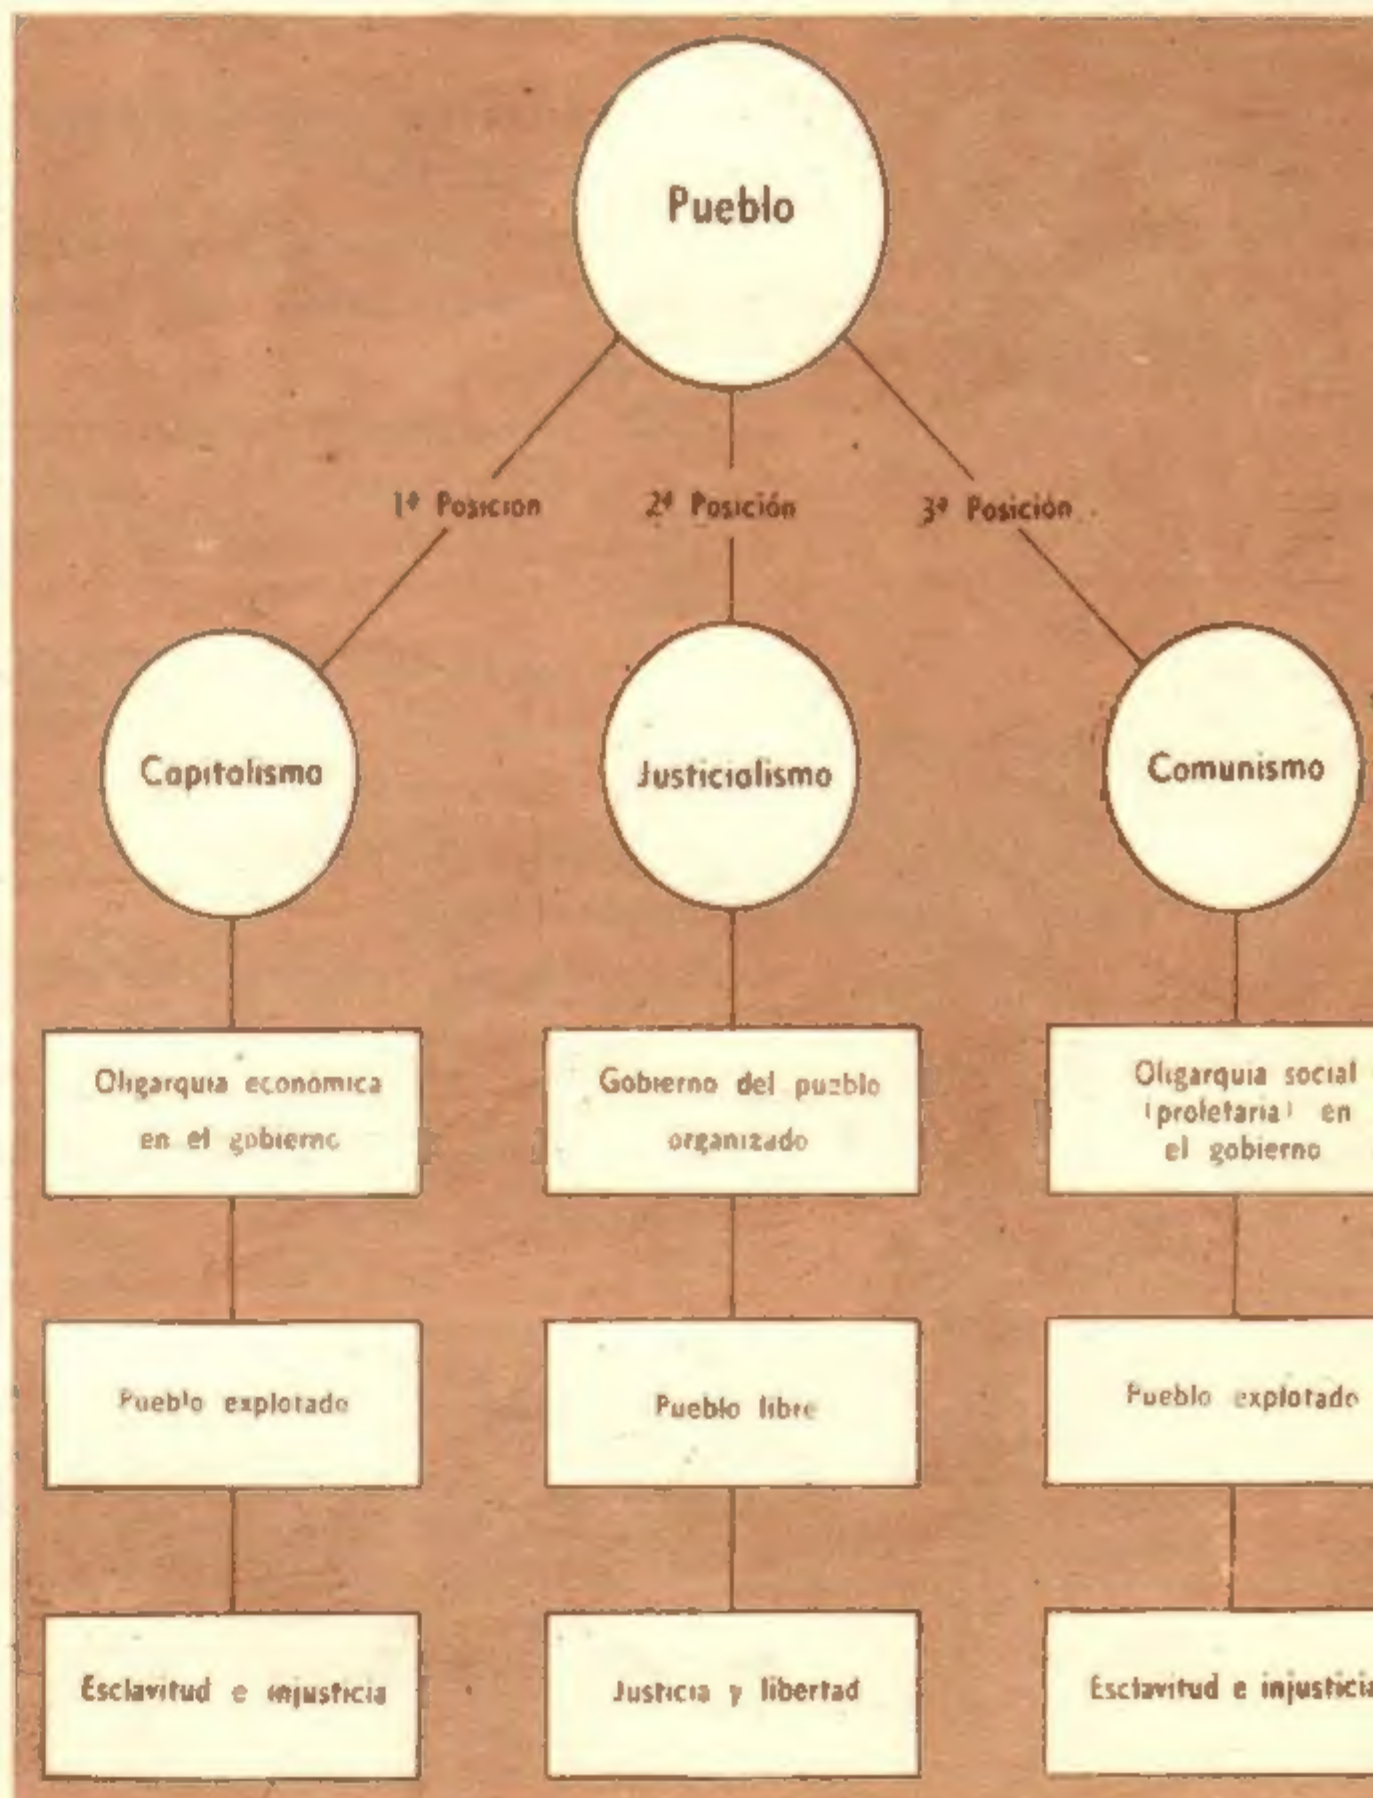 Pueblo
1ª Posicion
2ª Posición
3ª Posición
Capitalismo
Justicialismo
Comunismo
Oligarquia economica
en el gobierno
Gobierno del pueblo
organizado
Oligarquia social
(proletaria) en
el gobierno
Pueblo explotado
Pueblo libre
Pueblo explotado
Esclavitud e injusticia
Justicia y libertad
Esclavitud e injusticia